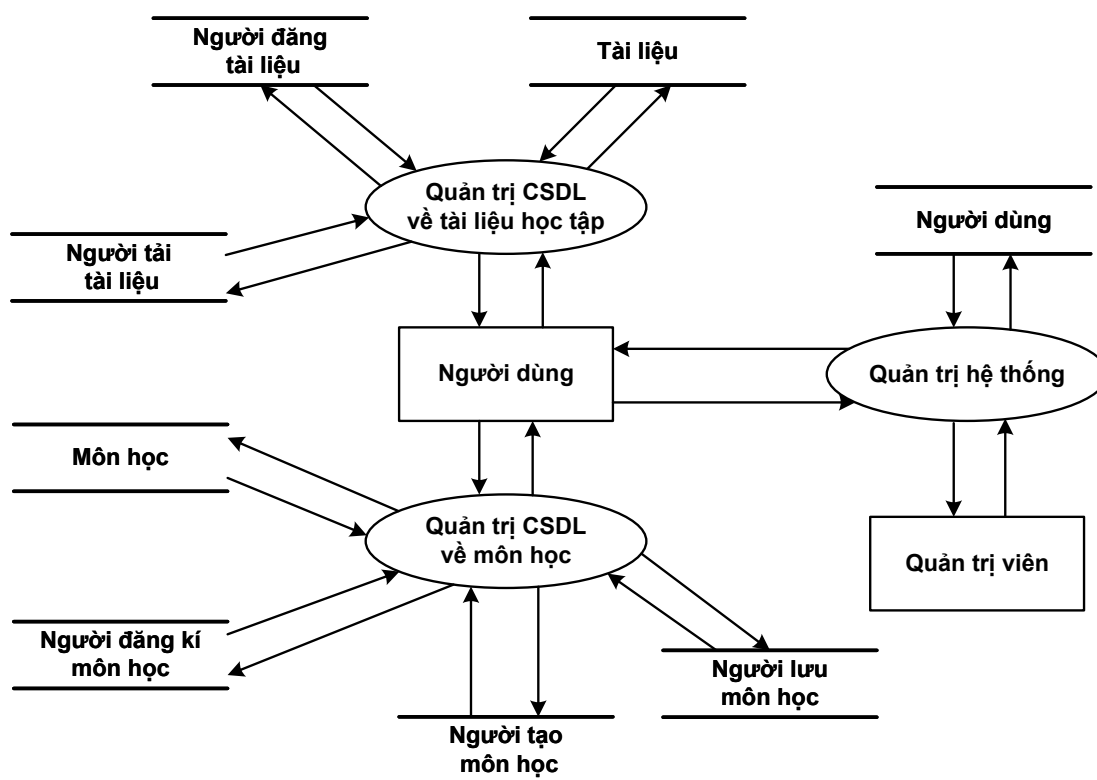 Người đăng
tài liệu
Tài liệu
Quản trị CSDL
về tài liệu học tập
Người dùng
Người tải
tài liệu
Người dùng
Quản trị hệ thống
Môn học
Quản trị CSDL
về môn học
Quản trị viên
Người đăng kí
môn học
Người lưu
môn học
Người tạo
môn học